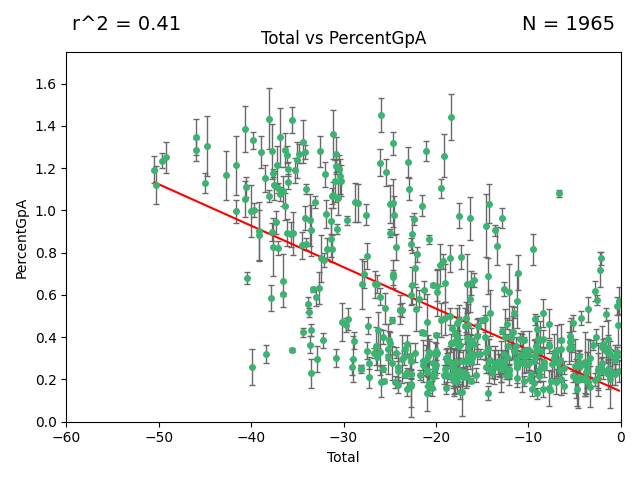 r^2 = 0.41 N = 1965
Total vs PercentGpA
1.6
1.4
1.2
1.0
0.8
0.6
0.4
0.2
0.0
PercentGpA
−60 −50 −40 −30 −20 −10 0
Total